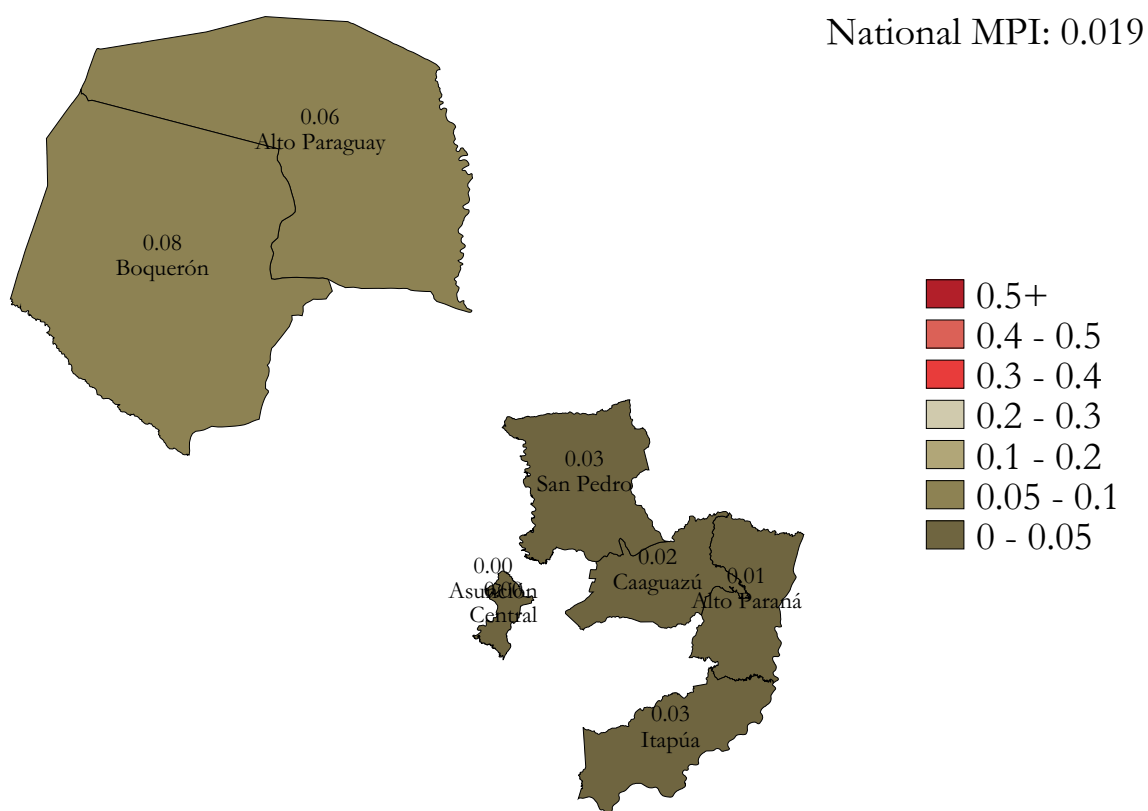 National MPI: 0.019
0.06
Alto Paraguay
0.08
Boquerón
0.5+
0.4 - 0.5
0.3 - 0.4
0.2 - 0.3
0.1 - 0.2
0.05 - 0.1
0 - 0.05
0.03
San Pedro
0.02
Caaguazú
0.01
Alto Paraná
0.00
Asunción
Central
0.03
Itapúa